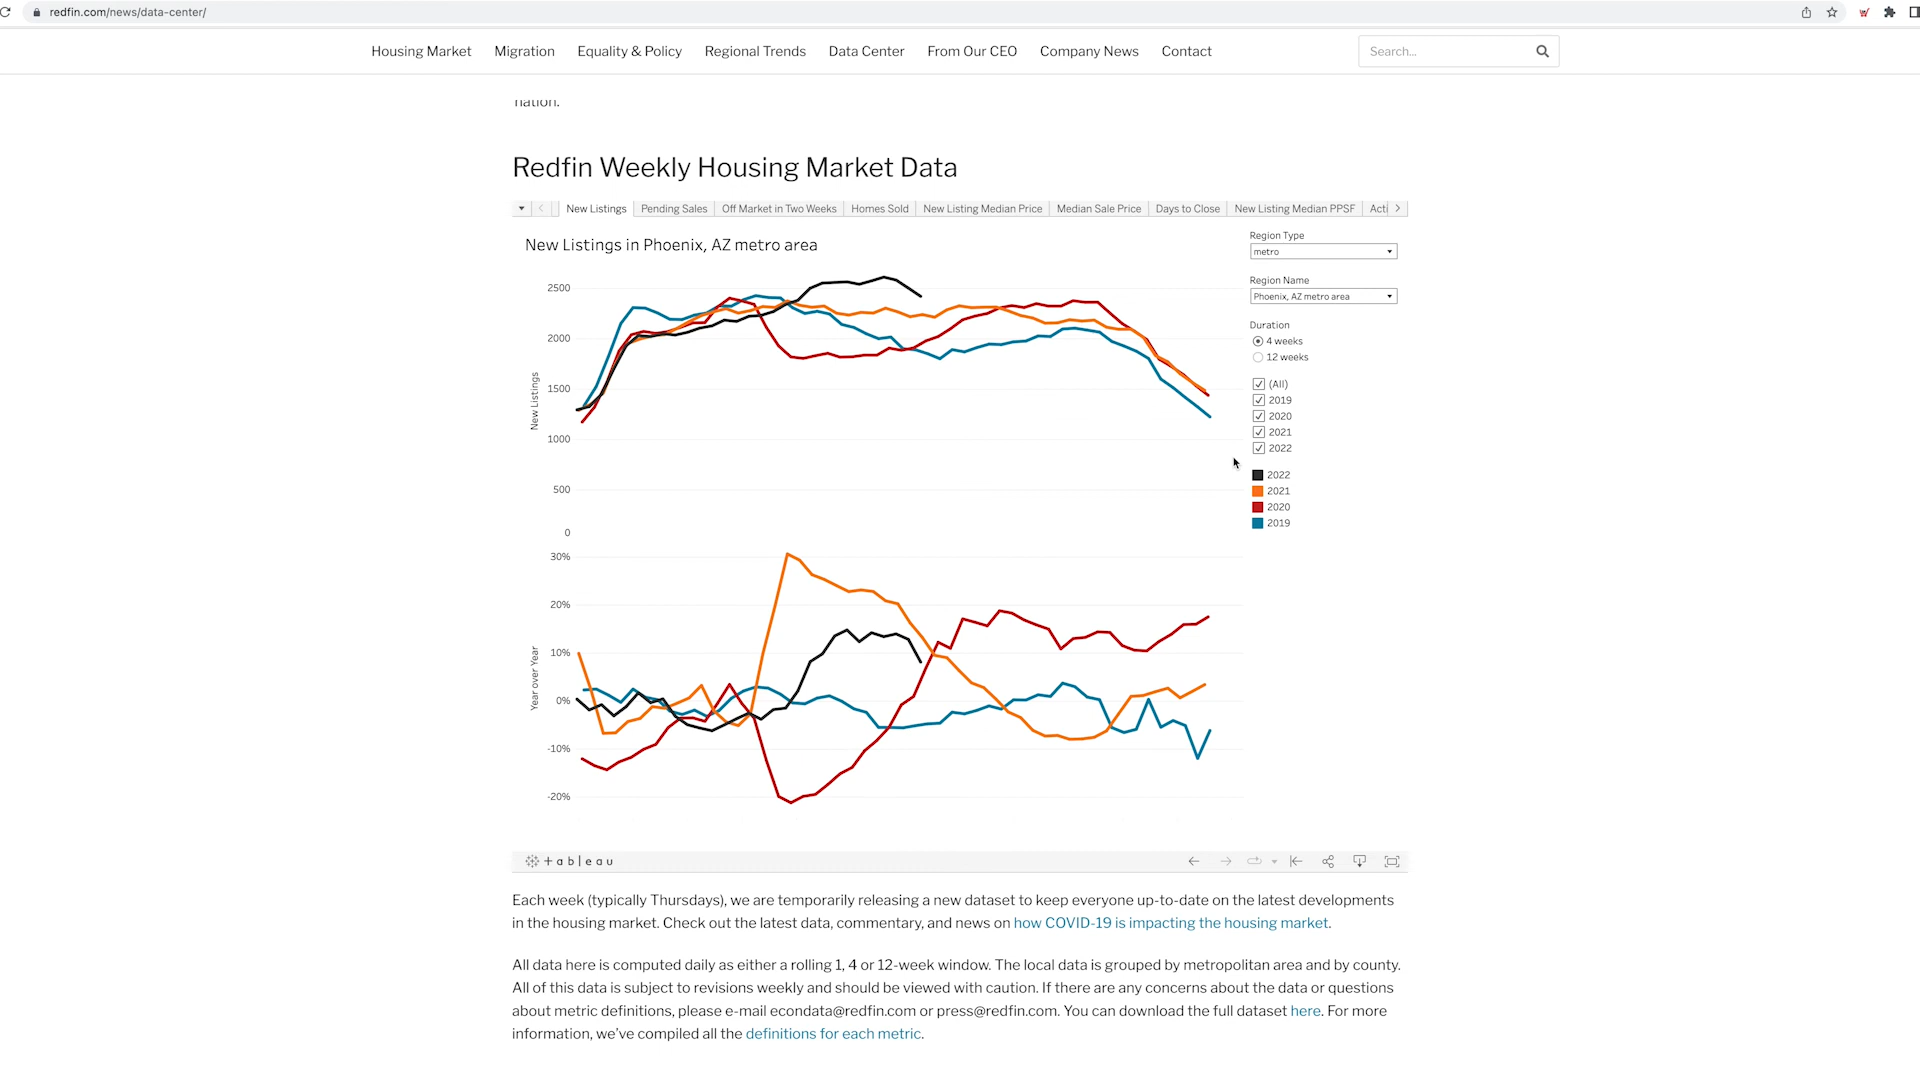 redfin.com/news/data-center/
Housing Market Migration Equality & Policy Regional Trends Data Center From Our CEO Company News Contact Search...
nation.
Redfin Weekly Housing Market Data
New Listings Pending Sales Off Market in Two Weeks Homes Sold New Listing Median Price Median Sale Price Days to Close New Listing Median PPSF Acti
New Listings in Phoenix, AZ metro area
Region Type
metro
Region Name
Phoenix, AZ metro area
Duration
4 weeks
12 weeks
(All)
2019
2020
2021
2022
2022
2021
2020
2019
New Listings
2500
2000
1500
1000
500
0
Year over Year
30%
20%
10%
0%
-10%
-20%
+ a b l e a u
Each week (typically Thursdays), we are temporarily releasing a new dataset to keep everyone up-to-date on the latest developments
in the housing market. Check out the latest data, commentary, and news on how COVID-19 is impacting the housing market.
All data here is computed daily as either a rolling 1, 4 or 12-week window. The local data is grouped by metropolitan area and by county.
All of this data is subject to revisions weekly and should be viewed with caution. If there are any concerns about the data or questions
about metric definitions, please e-mail econdata@redfin.com or press@redfin.com. You can download the full dataset here. For more
information, we've compiled all the definitions for each metric.